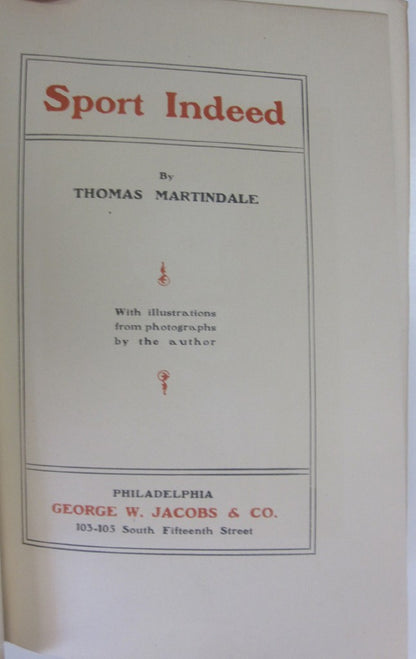 Sport Indeed
By
THOMAS MARTINDALE
With illustrations
from photographs
by the author
PHILADELPHIA
GEORGE W. JACOBS & CO.
103-105 South Fifteenth Street